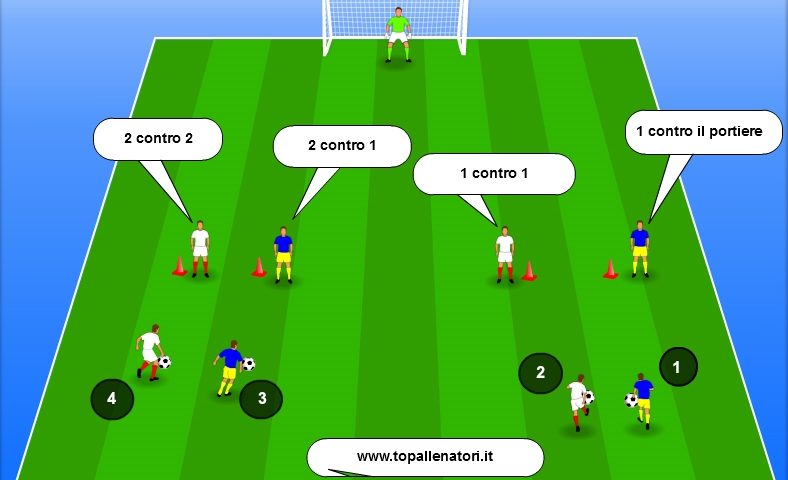 2 contro 2
2 contro 1
1 contro 1
1 contro il portiere
4
3
2
1
www.topallenatori.it